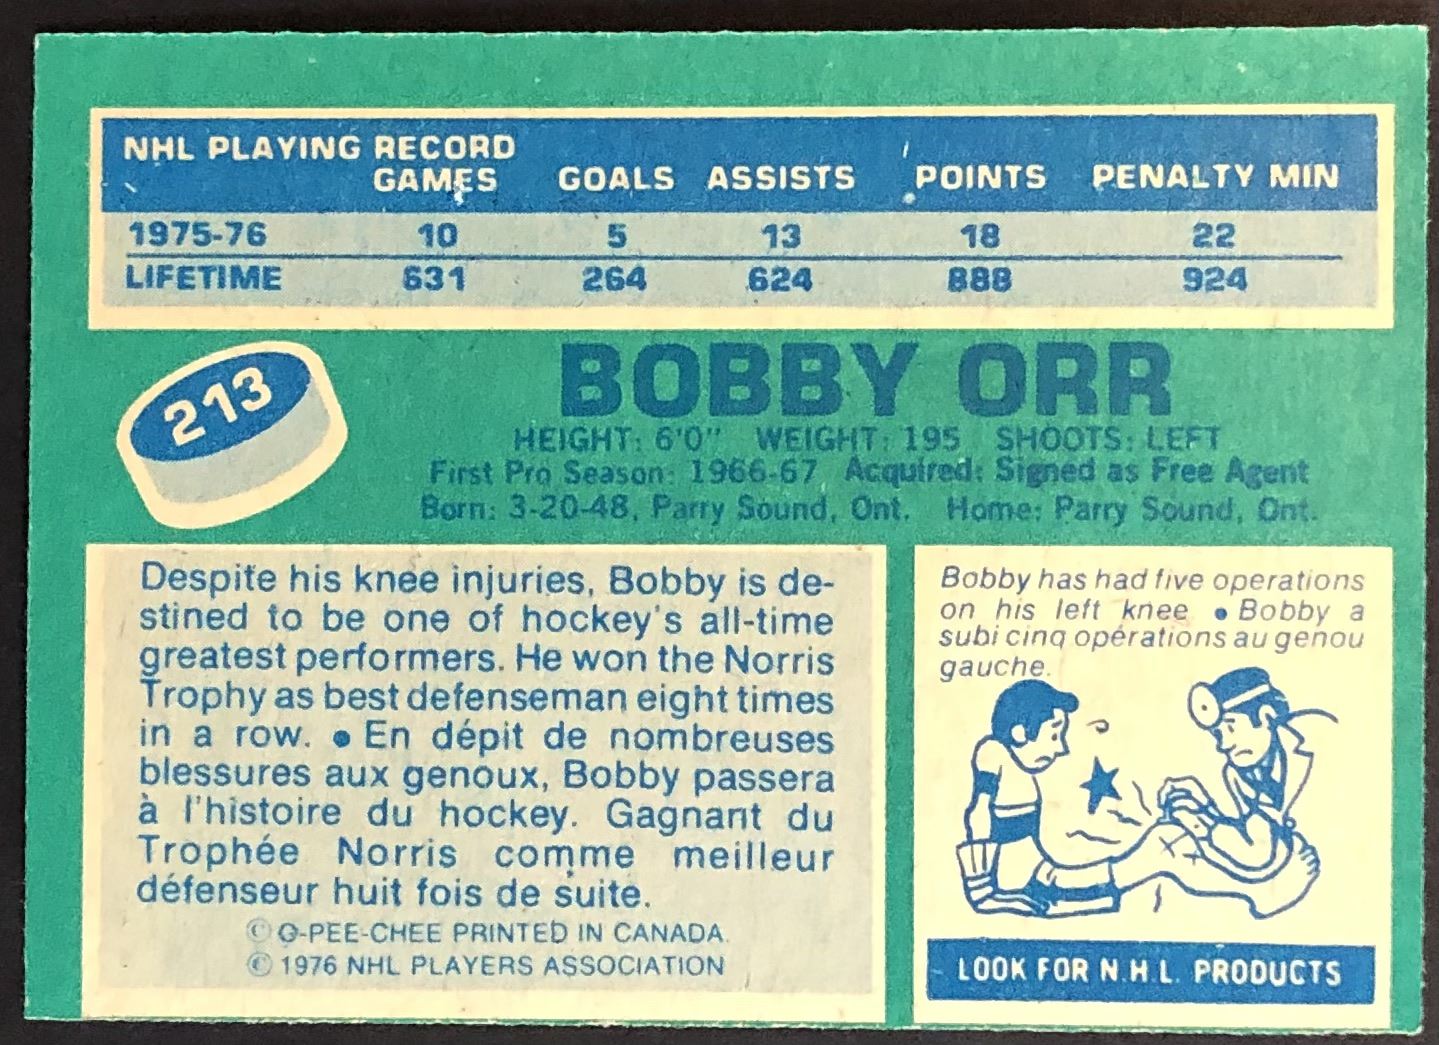 NHL PLAYING RECORD
GAMES GOALS ASSISTS POINTS PENALTY MIN
1975-76 10 5 13 18 22
LIFETIME 631 264 624 888 924
213
BOBBY ORR
HEIGHT: 6'0" WEIGHT: 195 SHOOTS: LEFT
First Pro Season: 1966-67 Acquired: Signed as Free Agent
Born: 3-20-48, Parry Sound, Ont. Home: Parry Sound, Ont.
Despite his knee injuries, Bobby is de-
stined to be one of hockey's all-time
greatest performers. He won the Norris
Trophy as best defenseman eight times
in a row. • En dépit de nombreuses
blessures aux genoux, Bobby passera
à l'histoire du hockey. Gagnant du
Trophée Norris comme meilleur
défenseur huit fois de suite.
© O-PEE-CHEE PRINTED IN CANADA
© 1976 NHL PLAYERS ASSOCIATION
Bobby has had five operations
on his left knee • Bobby a
subi cinq opérations au genou
gauche.
LOOK FOR N.H.L. PRODUCTS